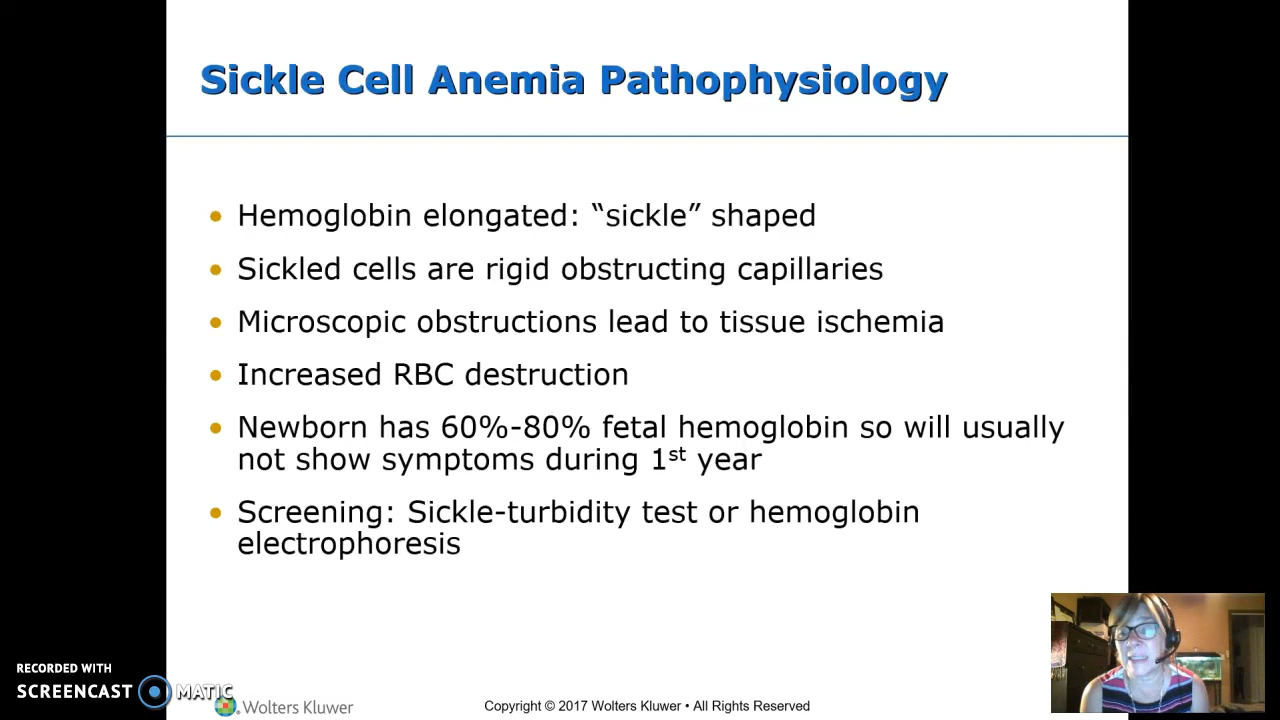 Sickle Cell Anemia Pathophysiology
• Hemoglobin elongated: “sickle” shaped
• Sickled cells are rigid obstructing capillaries
• Microscopic obstructions lead to tissue ischemia
• Increased RBC destruction
• Newborn has 60%-80% fetal hemoglobin so will usually
not show symptoms during 1st year
• Screening: Sickle-turbidity test or hemoglobin
electrophoresis
RECORDED WITH
SCREENCAST MATIC
Wolters Kluwer
Copyright © 2017 Wolters Kluwer • All Rights Reserved